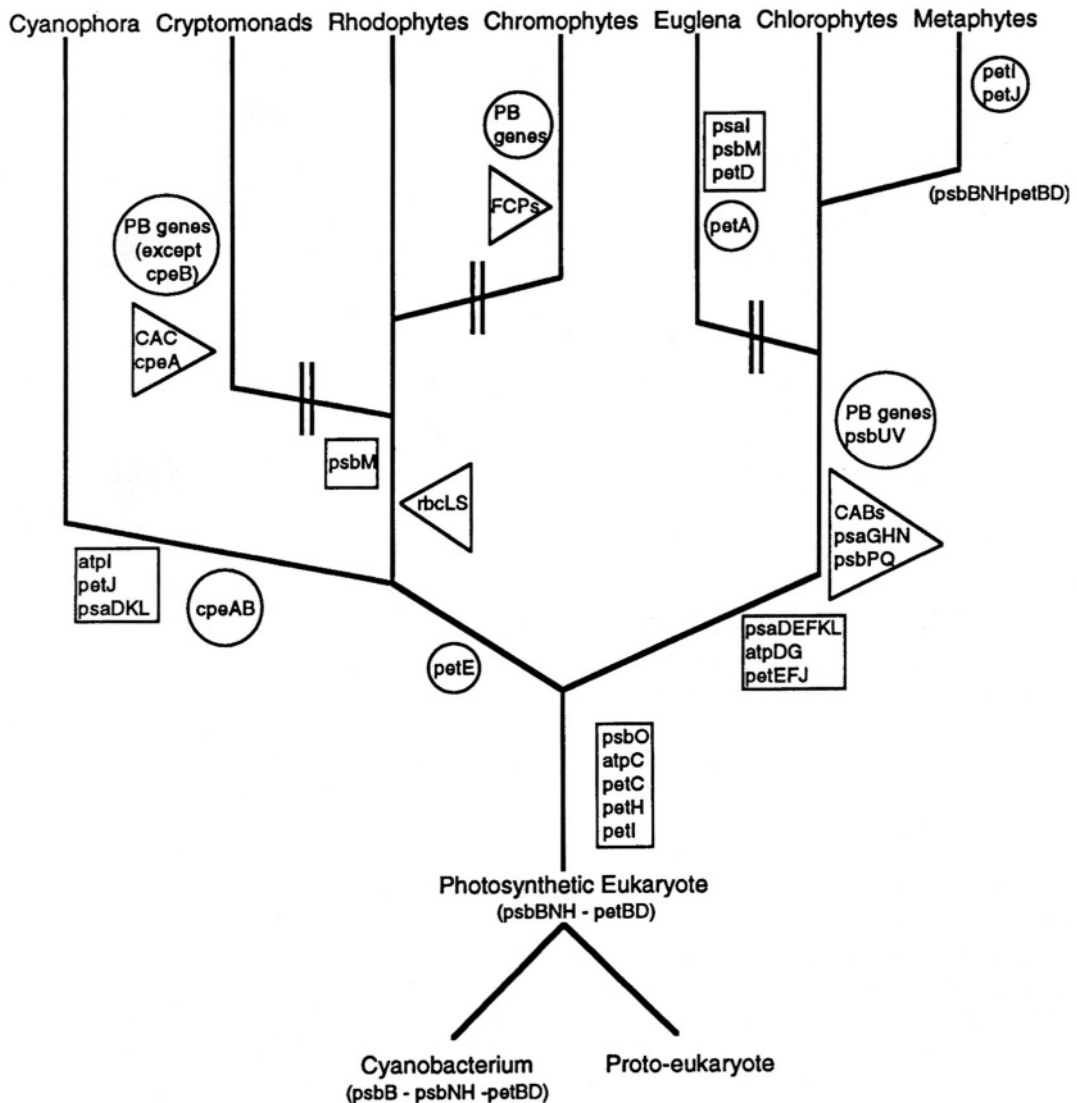 Cyanophora Cryptomonads Rhodophytes Chromophytes Euglena Chlorophytes Metaphytes
petI
petJ
PB
genes
psaI
psbM
petD
FCPs
petA
(psbBNHpetBD)
PB genes
(except
cpeB)
CAC
cpeA
PB genes
psbUV
psbM
rbcLS
CABs
psaGHN
psbPQ
atpI
petJ
psaDKL
cpeAB
petE
psaDEFKL
atpDG
petEFJ
psbO
atpC
petC
petH
petI
Photosynthetic Eukaryote
(psbBNH - petBD)
Cyanobacterium
(psbB - psbNH -petBD)
Proto-eukaryote